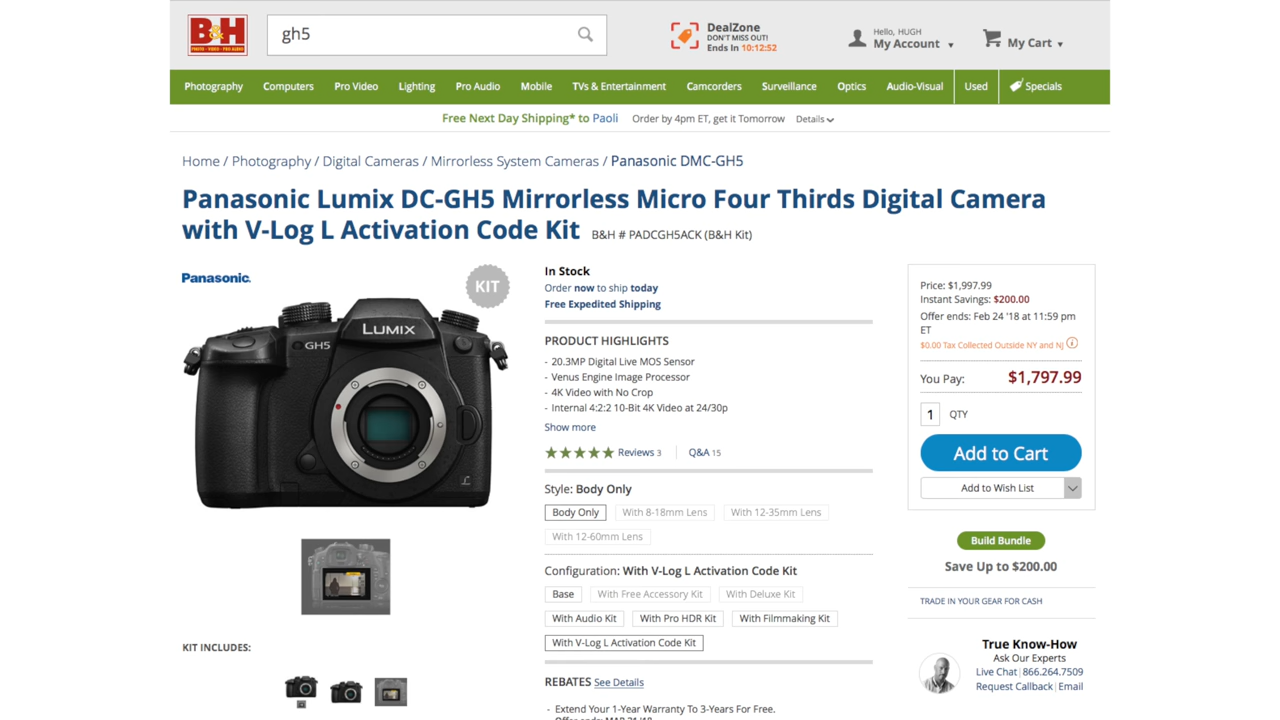 B&H
PHOTO - VIDEO - PRO AUDIO
gh5
DealZone
DON'T MISS OUT!
Ends In 10:12:52
Hello, HUGH
My Account
My Cart
Photography Computers Pro Video Lighting Pro Audio Mobile TVs & Entertainment Camcorders Surveillance Optics Audio-Visual Used Specials
Free Next Day Shipping* to Paoli Order by 4pm ET, get it Tomorrow Details
Home / Photography / Digital Cameras / Mirrorless System Cameras / Panasonic DMC-GH5
Panasonic Lumix DC-GH5 Mirrorless Micro Four Thirds Digital Camera
with V-Log L Activation Code Kit B&H # PADCGH5ACK (B&H Kit)
Panasonic
KIT
LUMIX
GH5
KIT INCLUDES:
In Stock
Order now to ship today
Free Expedited Shipping
PRODUCT HIGHLIGHTS
- 20.3MP Digital Live MOS Sensor
- Venus Engine Image Processor
- 4K Video with No Crop
- Internal 4:2:2 10-Bit 4K Video at 24/30p
Show more
Reviews 3 Q&A 15
Style: Body Only
Body Only With 8-18mm Lens With 12-35mm Lens
With 12-60mm Lens
Configuration: With V-Log L Activation Code Kit
Base With Free Accessory Kit With Deluxe Kit
With Audio Kit With Pro HDR Kit With Filmmaking Kit
With V-Log L Activation Code Kit
REBATES See Details
- Extend Your 1-Year Warranty To 3-Years For Free.
Offer ends: MAR 31 '18
Price: $1,997.99
Instant Savings: $200.00
Offer ends: Feb 24 '18 at 11:59 pm
ET
$0.00 Tax Collected Outside NY and NJ
You Pay: $1,797.99
1 QTY
Add to Cart
Add to Wish List
Build Bundle
Save Up to $200.00
TRADE IN YOUR GEAR FOR CASH
True Know-How
Ask Our Experts
Live Chat | 866.264.7509
Request Callback | Email